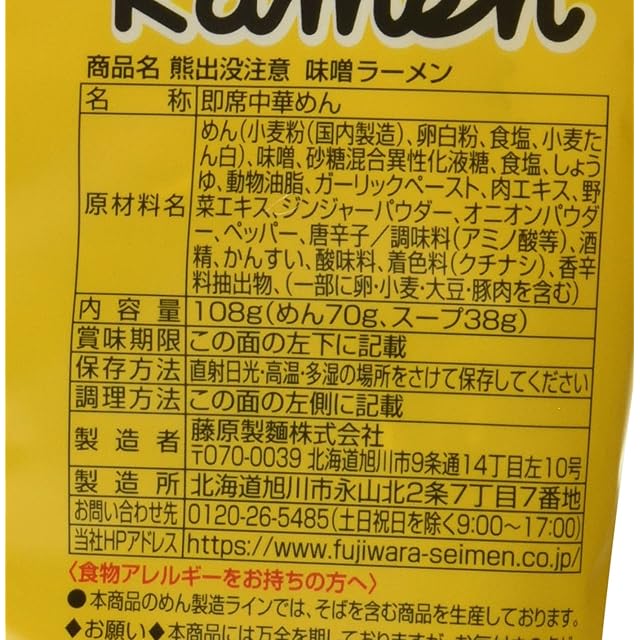 Ramen
商品名 熊出没注意 味噌ラーメン
名称 即席中華めん
原材料名
めん(小麦粉(国内製造)、卵白粉、食塩、小麦た
ん白)、味噌、砂糖混合異性化液糖、食塩、しょう
ゆ、動物油脂、ガーリックペースト、肉エキス、野
菜エキス、ジンジャーパウダー、オニオンパウダ
ー、ペッパー、唐辛子/調味料(アミノ酸等)、酒
精、かんすい、酸味料、着色料(クチナシ)、香辛
料抽出物、(一部に卵・小麦・大豆・豚肉を含む)
内容量 108g(めん70g、スープ38g)
賞味期限 この面の左下に記載
保存方法 直射日光・高温・多湿の場所をさけて保存してください
調理方法 この面の左側に記載
製造者 藤原製麵株式会社
〒070-0039 北海道旭川市9条通14丁目左10号
製造所 北海道旭川市永山北2条7丁目7番地
お問い合わせ先 0120-26-5485(土日祝日を除く9:00〜17:00)
当社HPアドレス https://www.fujiwara-seimen.co.jp/
〈食物アレルギーをお持ちの方へ〉
●本商品のめん製造ラインでは、そばを含む商品を生産しております。
◆お願い◆本商品には万全を期しておりますが、